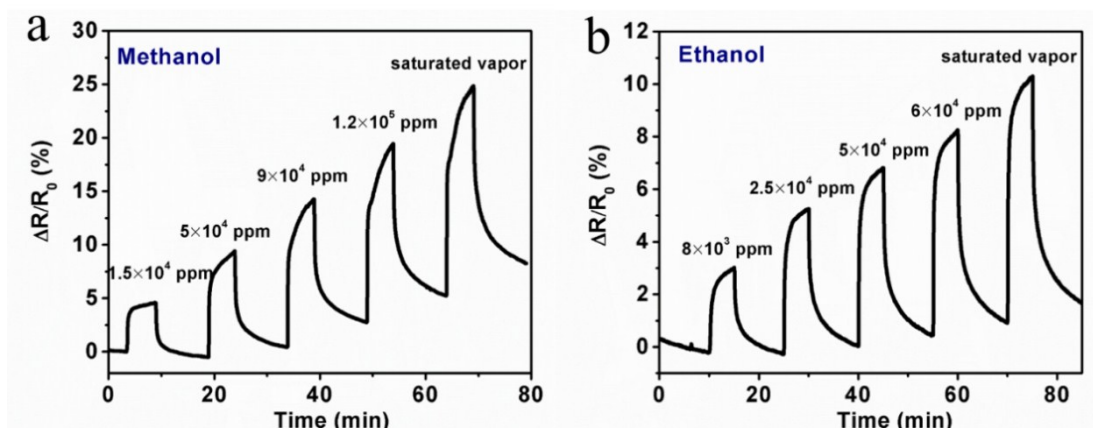 a
Methanol
saturated vapor
1.2×10⁵ ppm
9×10⁴ ppm
5×10⁴ ppm
1.5×10⁴ ppm
30
25
20
15
10
5
0
0 20 40 60 80
ΔR/R₀ (%)
Time (min)
b
Ethanol
saturated vapor
6×10⁴ ppm
5×10⁴ ppm
2.5×10⁴ ppm
8×10³ ppm
12
10
8
6
4
2
0
0 20 40 60 80
ΔR/R₀ (%)
Time (min)